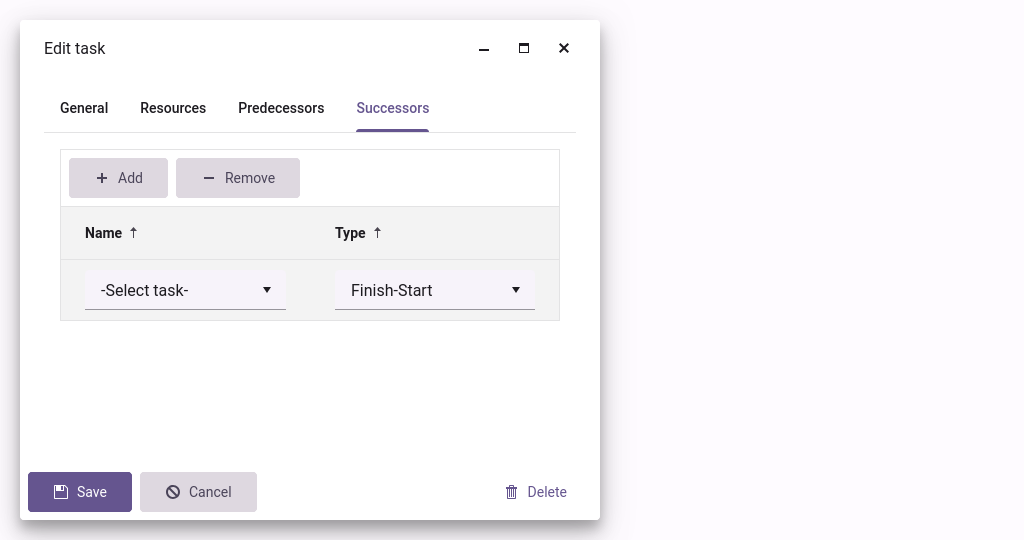 Edit task
General Resources Predecessors Successors
Add Remove
Name Type
-Select task- Finish-Start
Save Cancel Delete